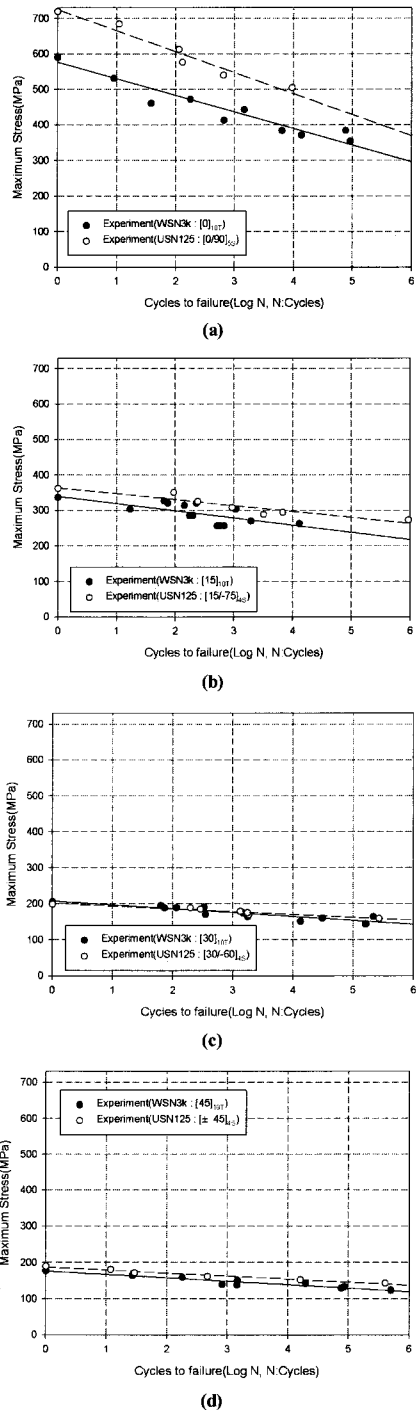 700
600
500
400
300
200
100
0
Maximum Stress(MPa)
Experiment(WSN3k : [0]10T)
Experiment(USN125 : [0/90]5S)
0 1 2 3 4 5 6
Cycles to failure(Log N, N:Cycles)
(a)
700
600
500
400
300
200
100
0
Maximum Stress(MPa)
Experiment(WSN3k : [15]10T)
Experiment(USN125 : [15/-75]4S)
0 1 2 3 4 5 6
Cycles to failure(Log N, N:Cycles)
(b)
700
600
500
400
300
200
100
0
Maximum Stress(MPa)
Experiment(WSN3k : [30]10T)
Experiment(USN125 : [30/-60]4S)
0 1 2 3 4 5 6
Cycles to failure(Log N, N:Cycles)
(c)
Experiment(WSN3k : [45]10T)
Experiment(USN125 : [± 45]4S)
700
600
500
400
300
200
100
0
Maximum Stress(MPa)
0 1 2 3 4 5 6
Cycles to failure(Log N, N:Cycles)
(d)